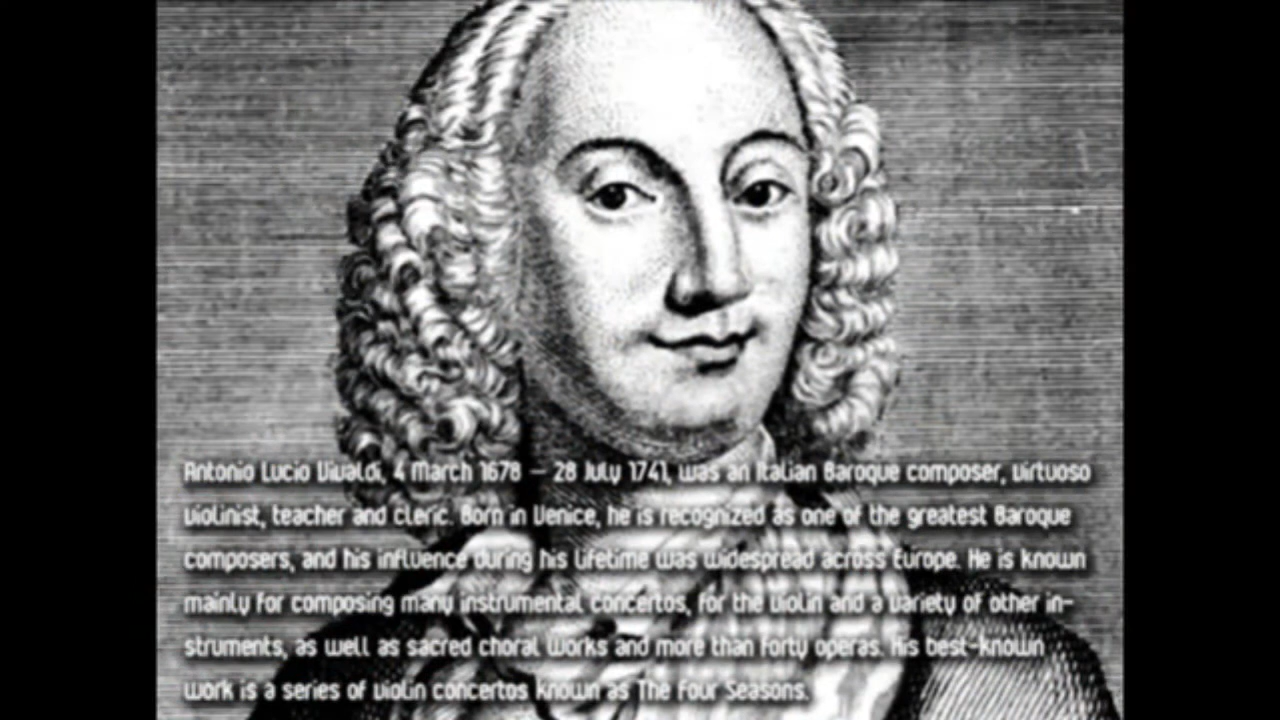 Antonio Lucio Vivaldi, 4 March 1678 – 28 July 1741, was an Italian Baroque composer, virtuoso
violinist, teacher and cleric. Born in Venice, he is recognized as one of the greatest Baroque
composers, and his influence during his lifetime was widespread across Europe. He is known
mainly for composing many instrumental concertos, for the violin and a variety of other in-
struments, as well as sacred choral works and more than forty operas. His best-known
work is a series of violin concertos known as The Four Seasons.